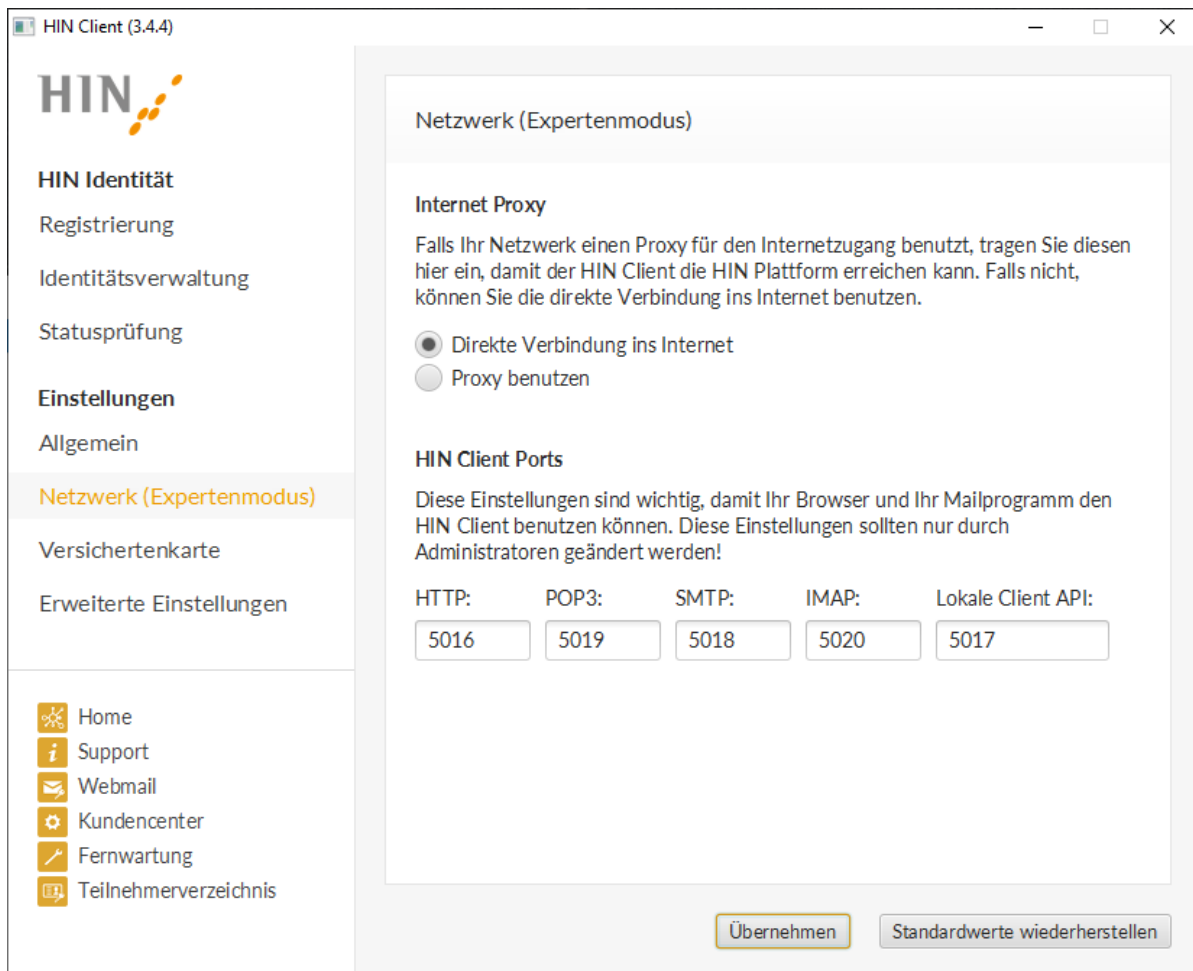 HIN Client (3.4.4)
HIN
HIN Identität
Registrierung
Identitätsverwaltung
Statusprüfung
Einstellungen
Allgemein
Netzwerk (Expertenmodus)
Versichertenkarte
Erweiterte Einstellungen
Home
Support
Webmail
Kundencenter
Fernwartung
Teilnehmerverzeichnis
Netzwerk (Expertenmodus)
Internet Proxy
Falls Ihr Netzwerk einen Proxy für den Internetzugang benutzt, tragen Sie diesen
hier ein, damit der HIN Client die HIN Plattform erreichen kann. Falls nicht,
können Sie die direkte Verbindung ins Internet benutzen.
Direkte Verbindung ins Internet
Proxy benutzen
HIN Client Ports
Diese Einstellungen sind wichtig, damit Ihr Browser und Ihr Mailprogramm den
HIN Client benutzen können. Diese Einstellungen sollten nur durch
Administratoren geändert werden!
HTTP: POP3: SMTP: IMAP: Lokale Client API:
5016 5019 5018 5020 5017
Übernehmen Standardwerte wiederherstellen